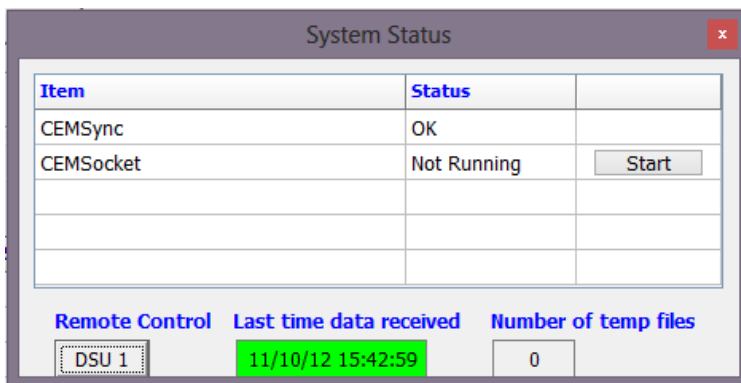 System Status
x
Item Status
CEMSync OK
CEMSocket Not Running Start
Remote Control Last time data received Number of temp files
DSU 1 11/10/12 15:42:59 0